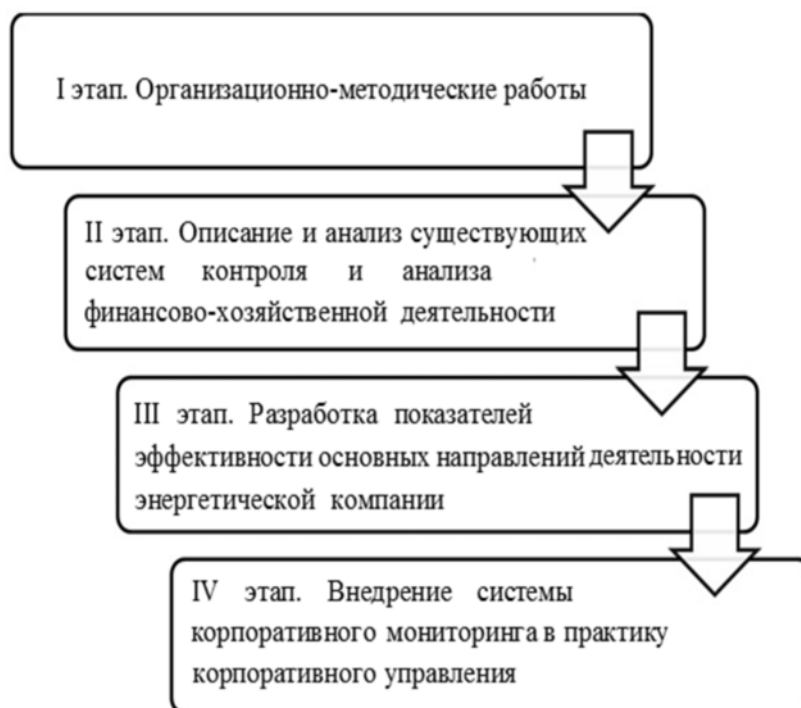 I этап. Организационно-методические работы
II этап. Описание и анализ существующих
систем контроля и анализа
финансово-хозяйственной деятельности
III этап. Разработка показателей
эффективности основных направлений деятельности
энергетической компании
IV этап. Внедрение системы
корпоративного мониторинга в практику
корпоративного управления